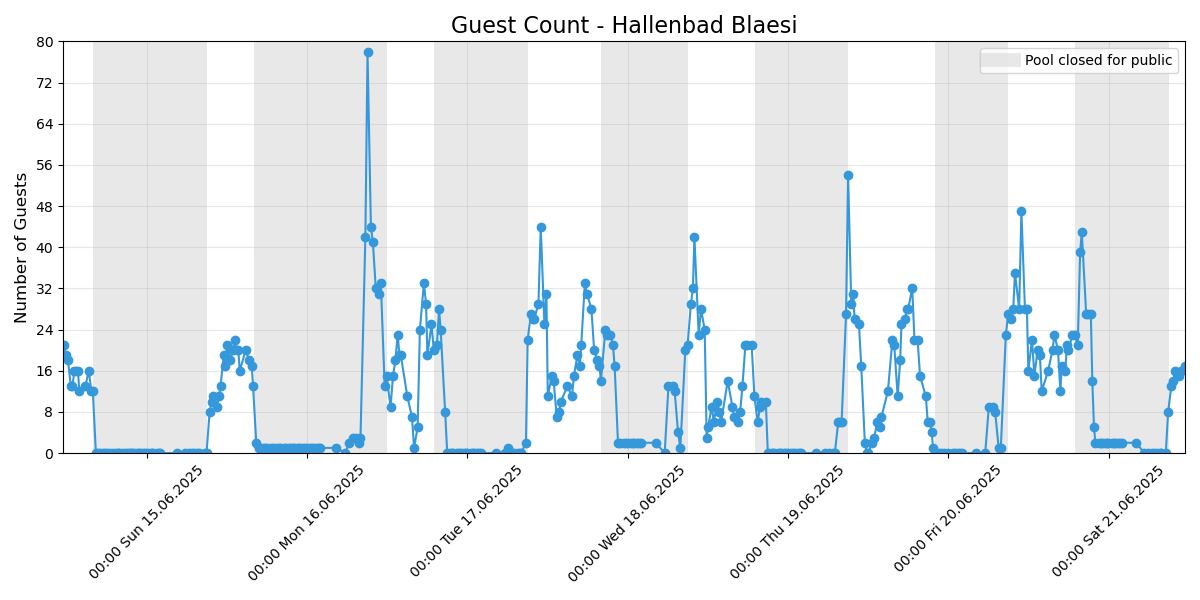 Guest Count - Hallenbad Blaesi
Pool closed for public
Number of Guests
80
72
64
56
48
40
32
24
16
8
0
00:00 Sun 15.06.2025
00:00 Mon 16.06.2025
00:00 Tue 17.06.2025
00:00 Wed 18.06.2025
00:00 Thu 19.06.2025
00:00 Fri 20.06.2025
00:00 Sat 21.06.2025